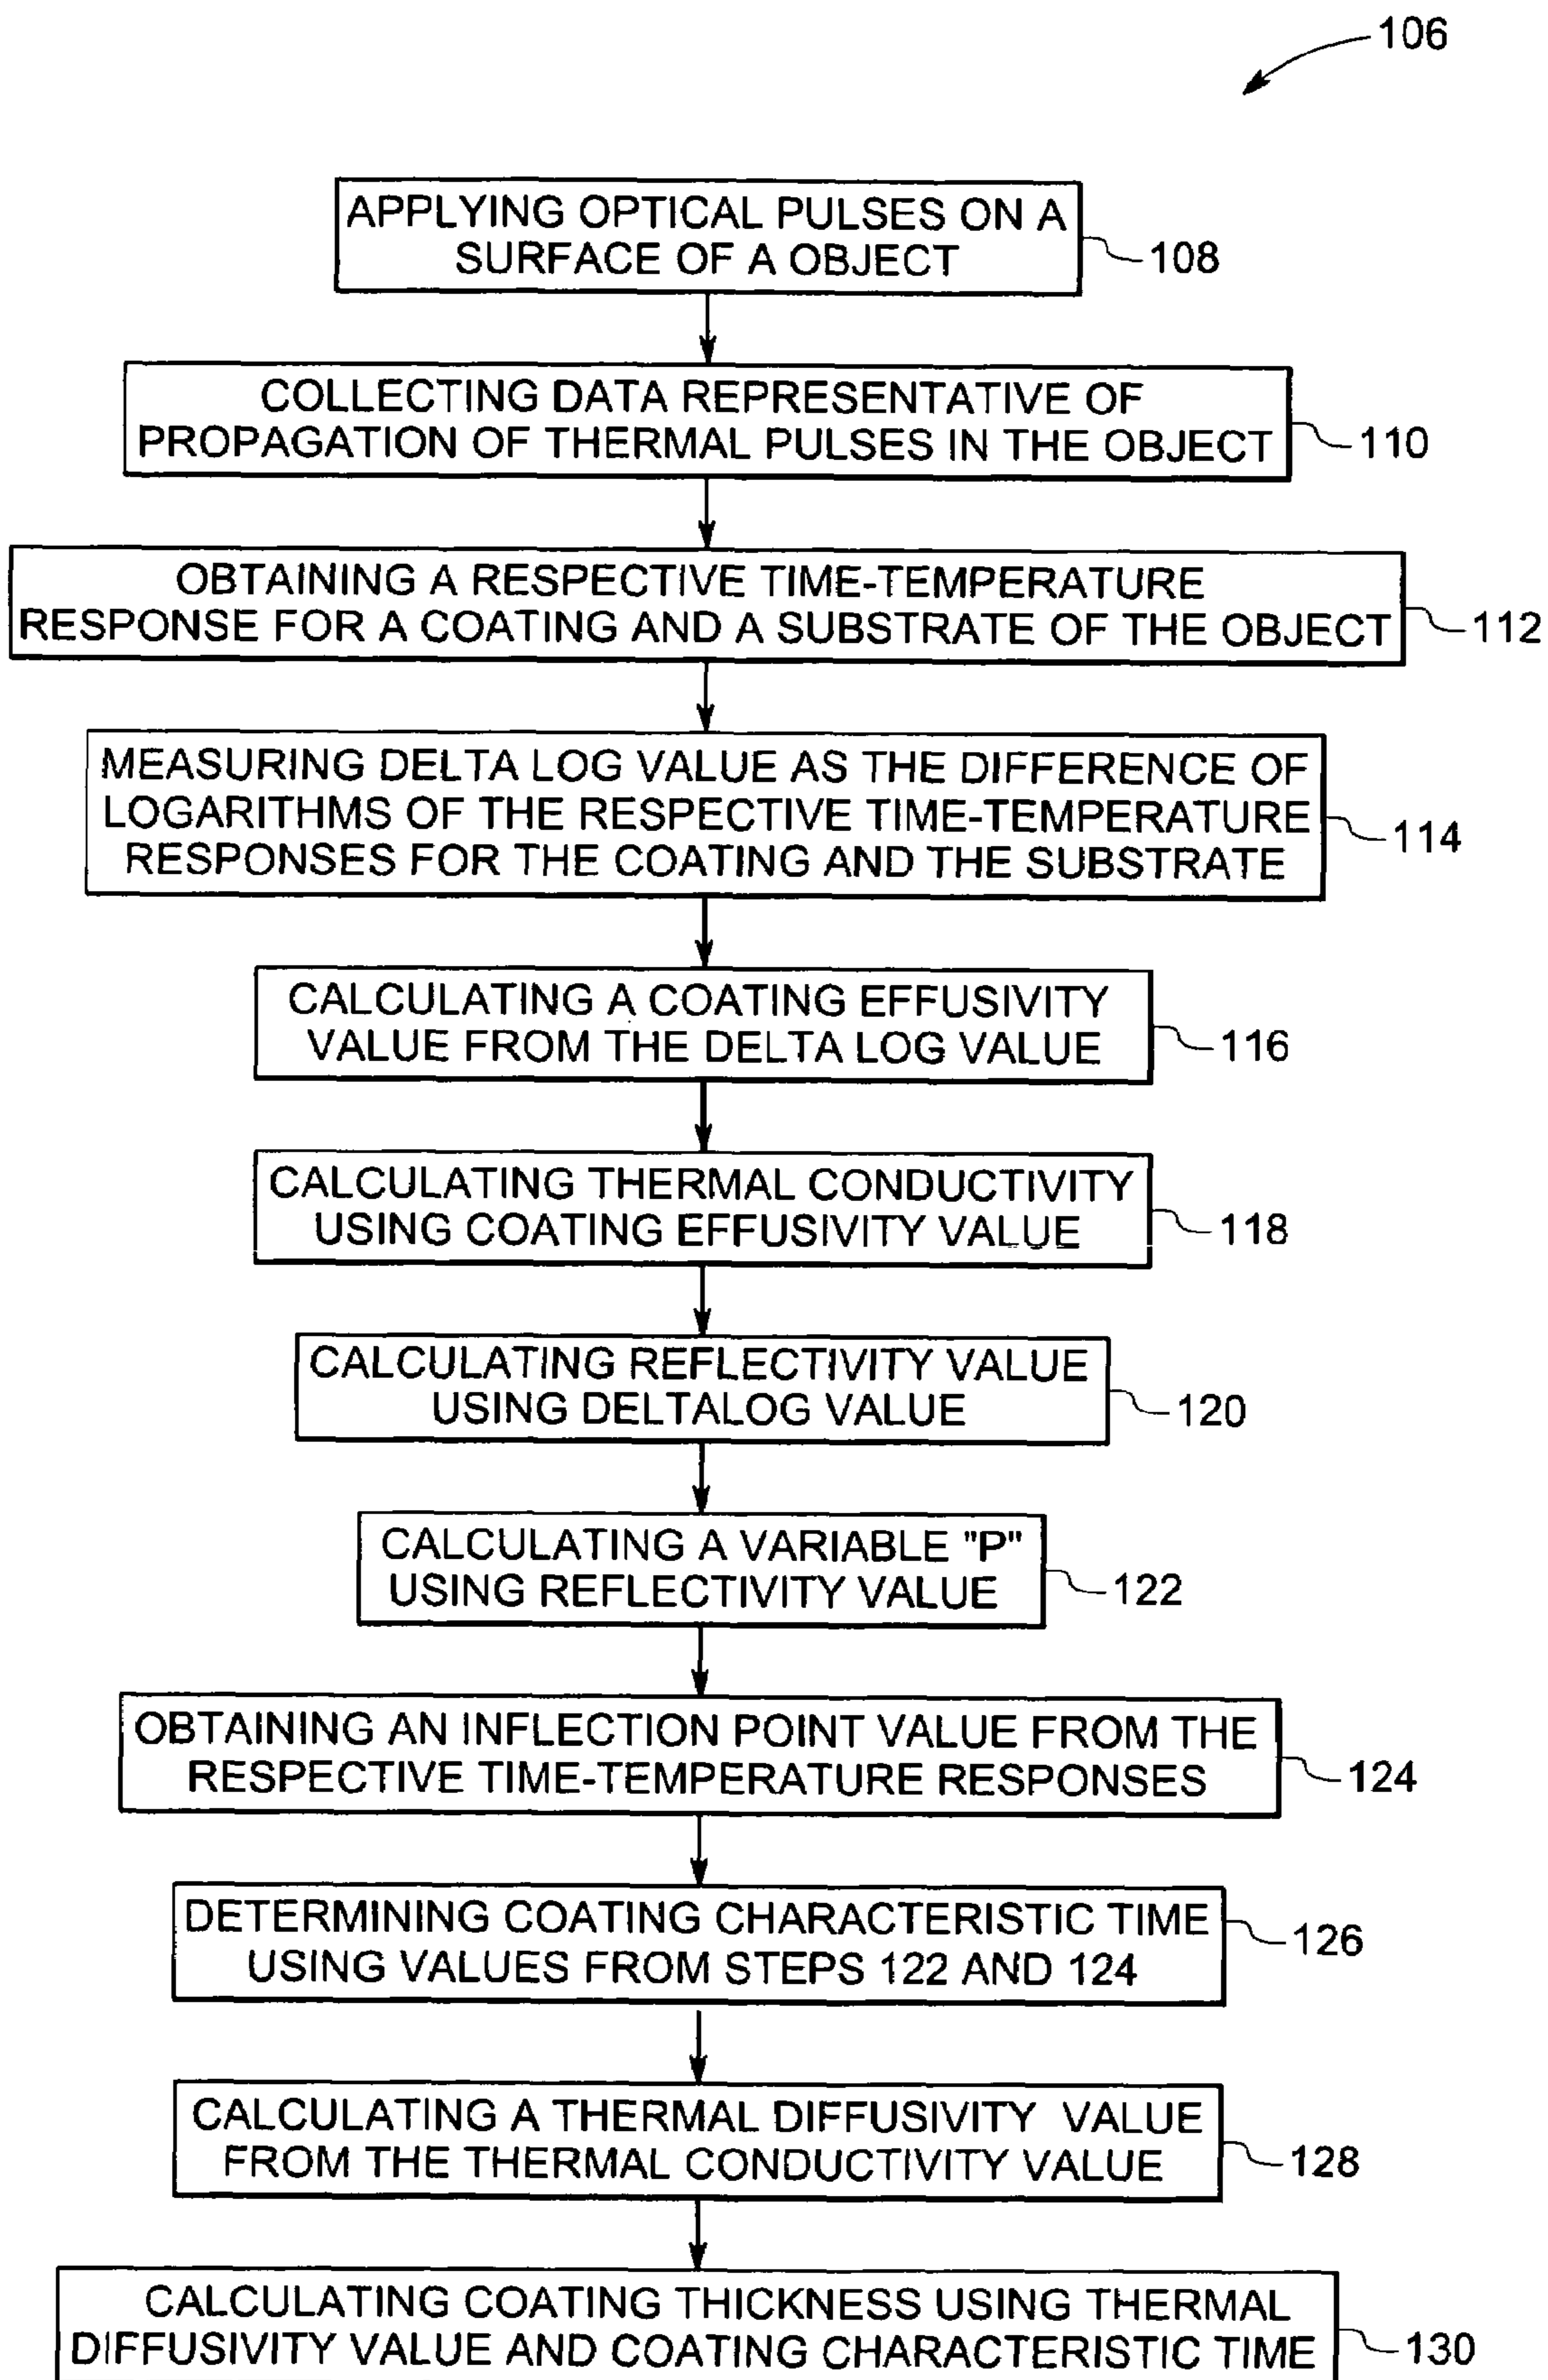 106
APPLYING OPTICAL PULSES ON A
SURFACE OF A OBJECT
108
COLLECTING DATA REPRESENTATIVE OF
PROPAGATION OF THERMAL PULSES IN THE OBJECT
110
OBTAINING A RESPECTIVE TIME-TEMPERATURE
RESPONSE FOR A COATING AND A SUBSTRATE OF THE OBJECT
112
MEASURING DELTA LOG VALUE AS THE DIFFERENCE OF
LOGARITHMS OF THE RESPECTIVE TIME-TEMPERATURE
RESPONSES FOR THE COATING AND THE SUBSTRATE
114
CALCULATING A COATING EFFUSIVITY
VALUE FROM THE DELTA LOG VALUE
116
CALCULATING THERMAL CONDUCTIVITY
USING COATING EFFUSIVITY VALUE
118
CALCULATING REFLECTIVITY VALUE
USING DELTALOG VALUE
120
CALCULATING A VARIABLE "P"
USING REFLECTIVITY VALUE
122
OBTAINING AN INFLECTION POINT VALUE FROM THE
RESPECTIVE TIME-TEMPERATURE RESPONSES
124
DETERMINING COATING CHARACTERISTIC TIME
USING VALUES FROM STEPS 122 AND 124
126
CALCULATING A THERMAL DIFFUSIVITY VALUE
FROM THE THERMAL CONDUCTIVITY VALUE
128
CALCULATING COATING THICKNESS USING THERMAL
DIFFUSIVITY VALUE AND COATING CHARACTERISTIC TIME
130